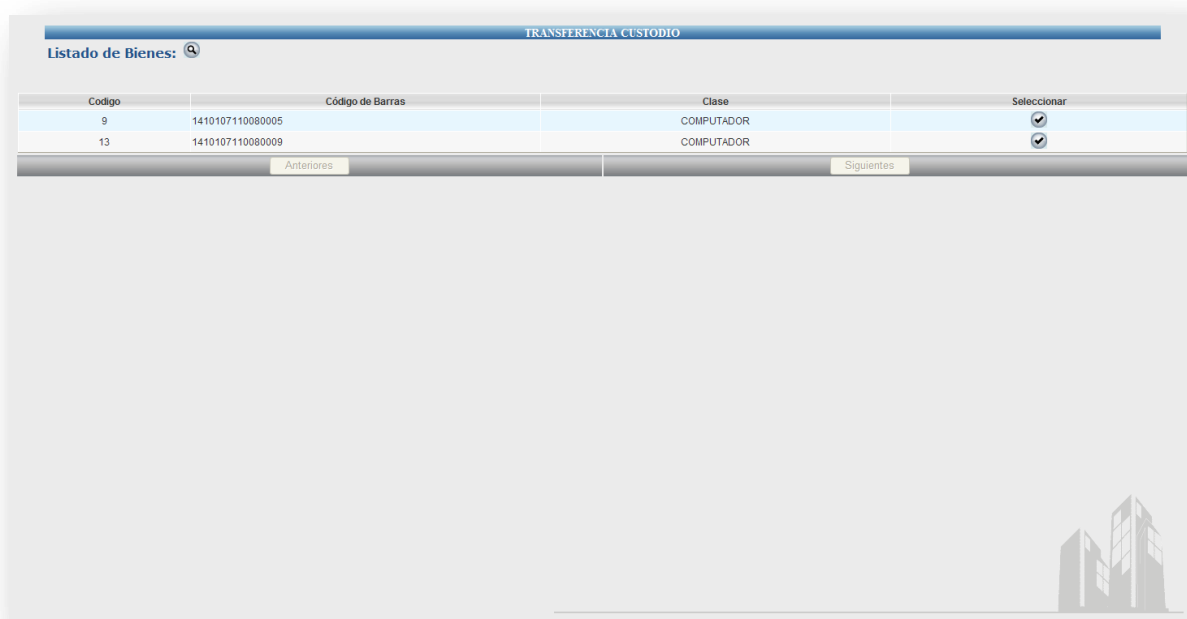 TRANSFERENCIA CUSTODIO
Listado de Bienes:
Codigo Código de Barras Clase Seleccionar
9 1410107110080005 COMPUTADOR
13 1410107110080009 COMPUTADOR
Anteriores Siguientes